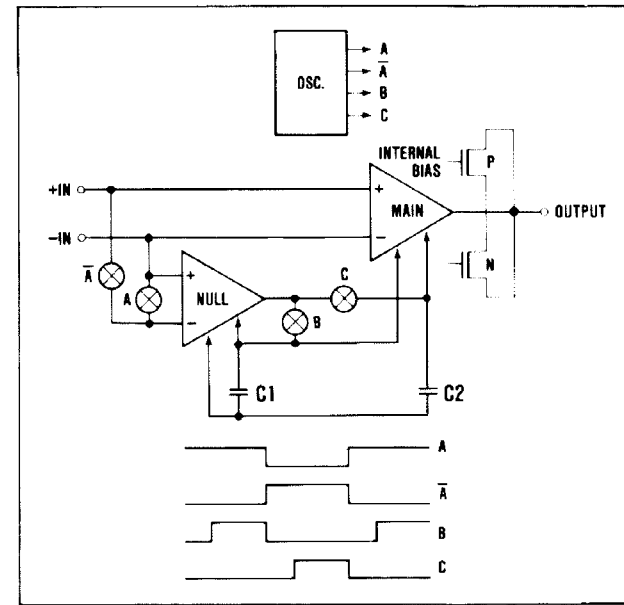 OSC.
A
A̅
B
C
INTERNAL
BIAS
P
+IN
+
MAIN
OUTPUT
-IN
−
N
A̅
A
+
NULL
−
C
B
C1
C2
A
A̅
B
C